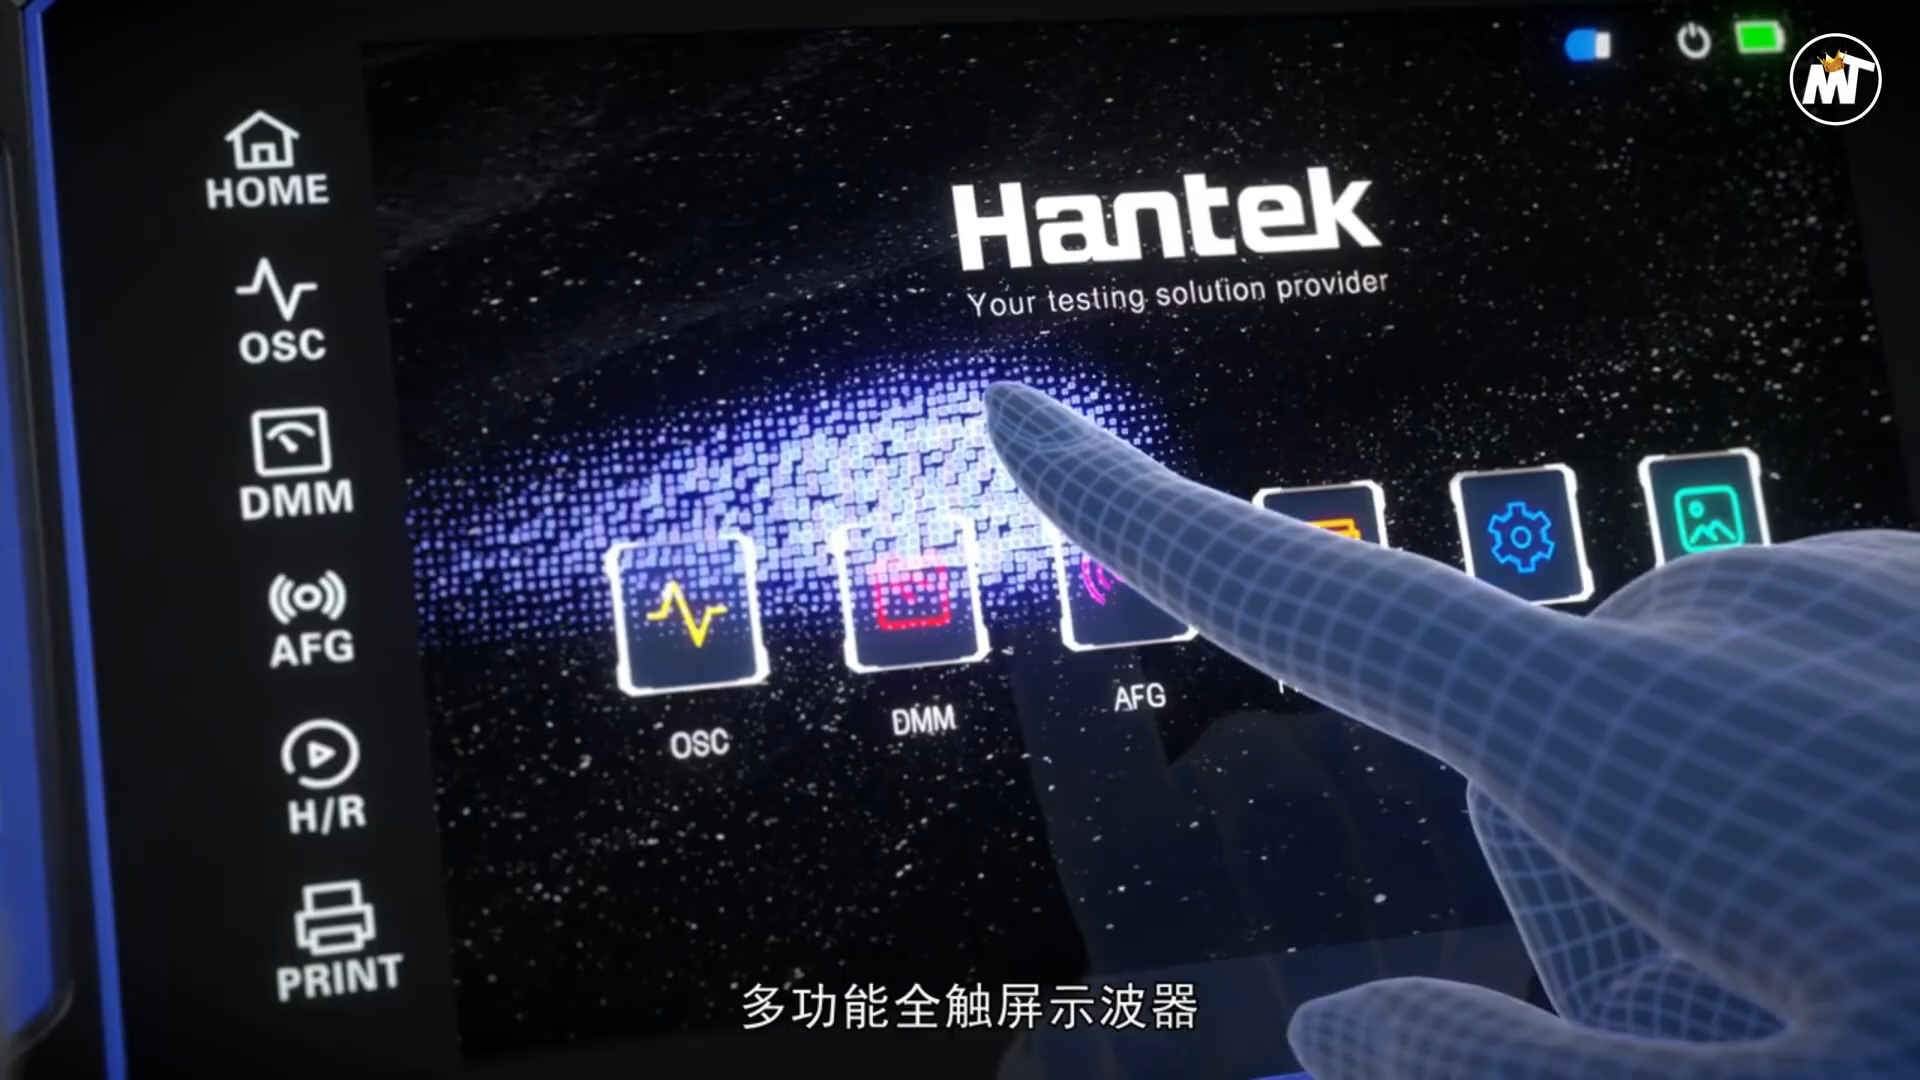 MT
Hantek
Your testing solution provider
HOME
OSC
DMM
AFG
H/R
PRINT
OSC
DMM
AFG
多功能全触屏示波器